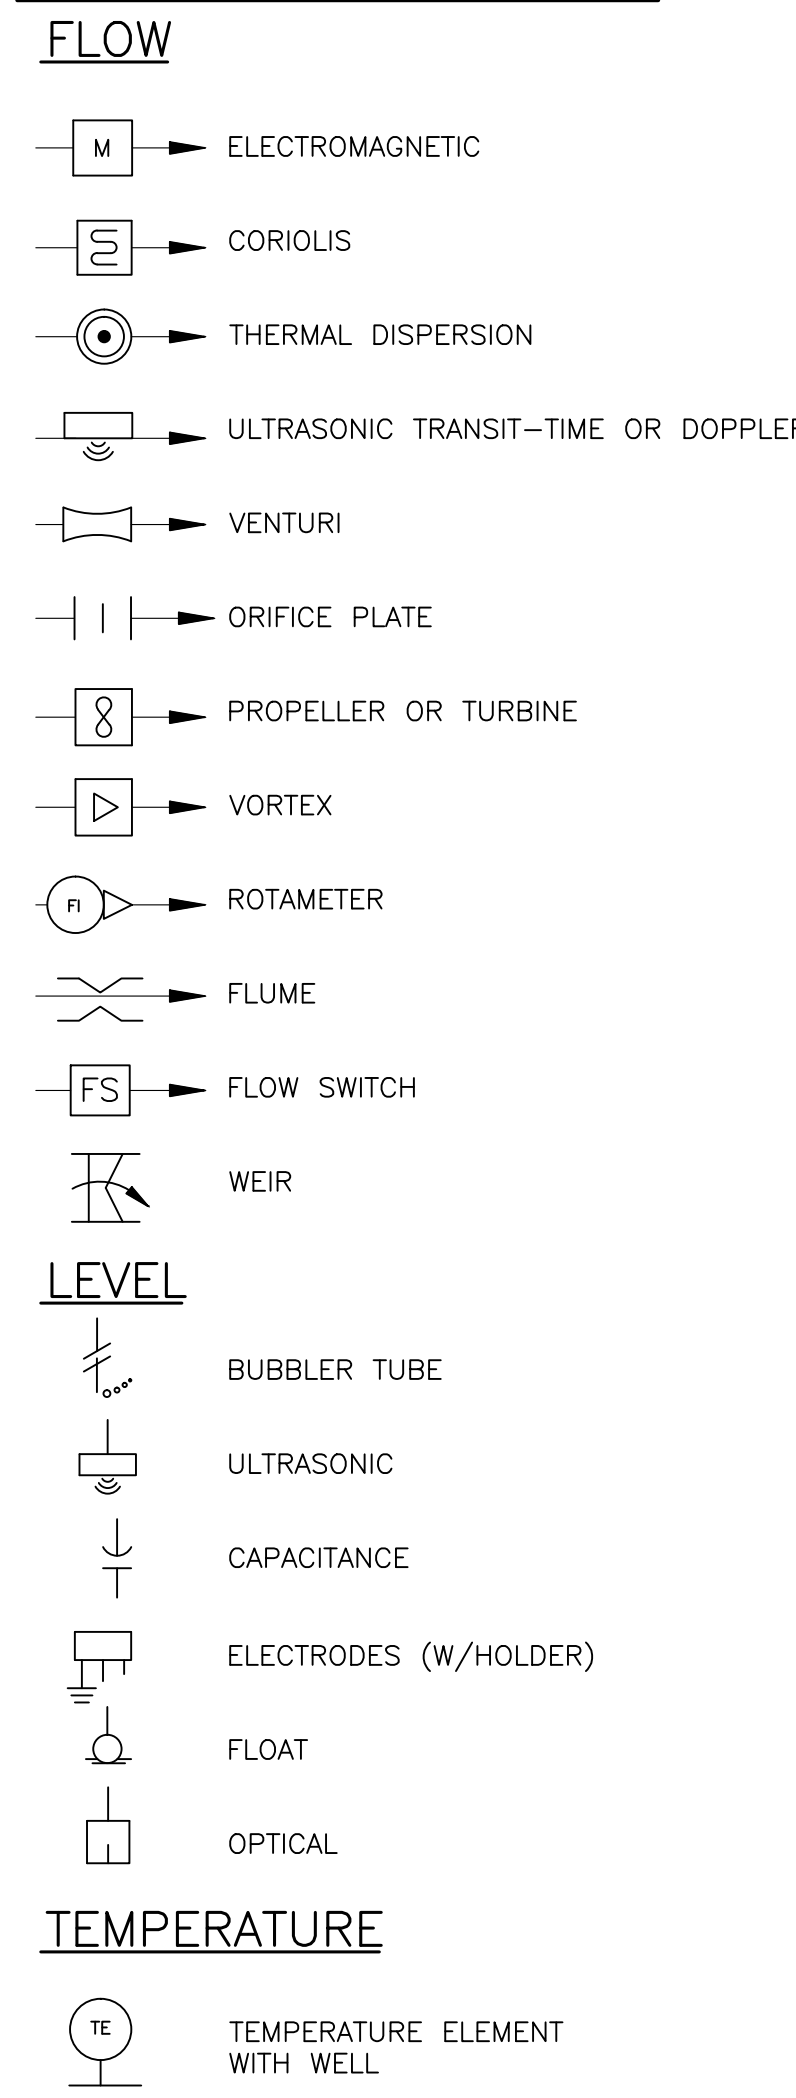 FLOW
M ELECTROMAGNETIC
CORIOLIS
THERMAL DISPERSION
ULTRASONIC TRANSIT-TIME OR DOPPLER
VENTURI
ORIFICE PLATE
PROPELLER OR TURBINE
VORTEX
FI ROTAMETER
FLUME
FS FLOW SWITCH
WEIR
LEVEL
BUBBLER TUBE
ULTRASONIC
CAPACITANCE
ELECTRODES (W/HOLDER)
FLOAT
OPTICAL
TEMPERATURE
TE TEMPERATURE ELEMENT
WITH WELL